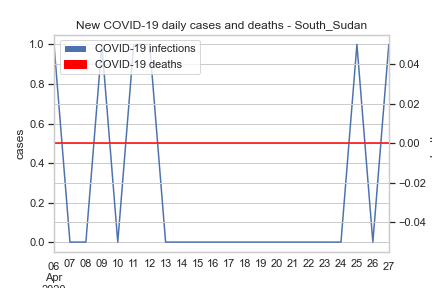 New COVID-19 daily cases and deaths - South_Sudan
COVID-19 infections
COVID-19 deaths
cases
1.0
0.8
0.6
0.4
0.2
0.0
0.04
0.02
0.00
−0.02
−0.04
06 07 08 09 10 11 12 13 14 15 16 17 18 19 20 21 22 23 24 25 26 27
Apr